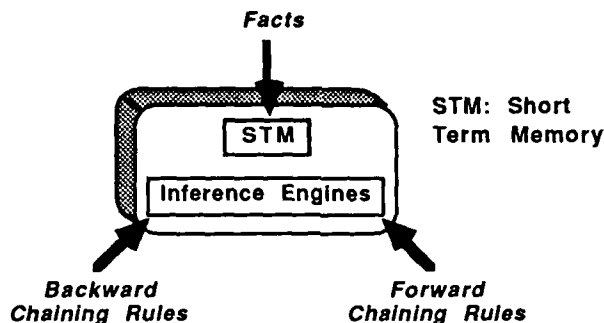 Facts
STM: Short
Term Memory
STM
Inference Engines
Backward
Chaining Rules
Forward
Chaining Rules